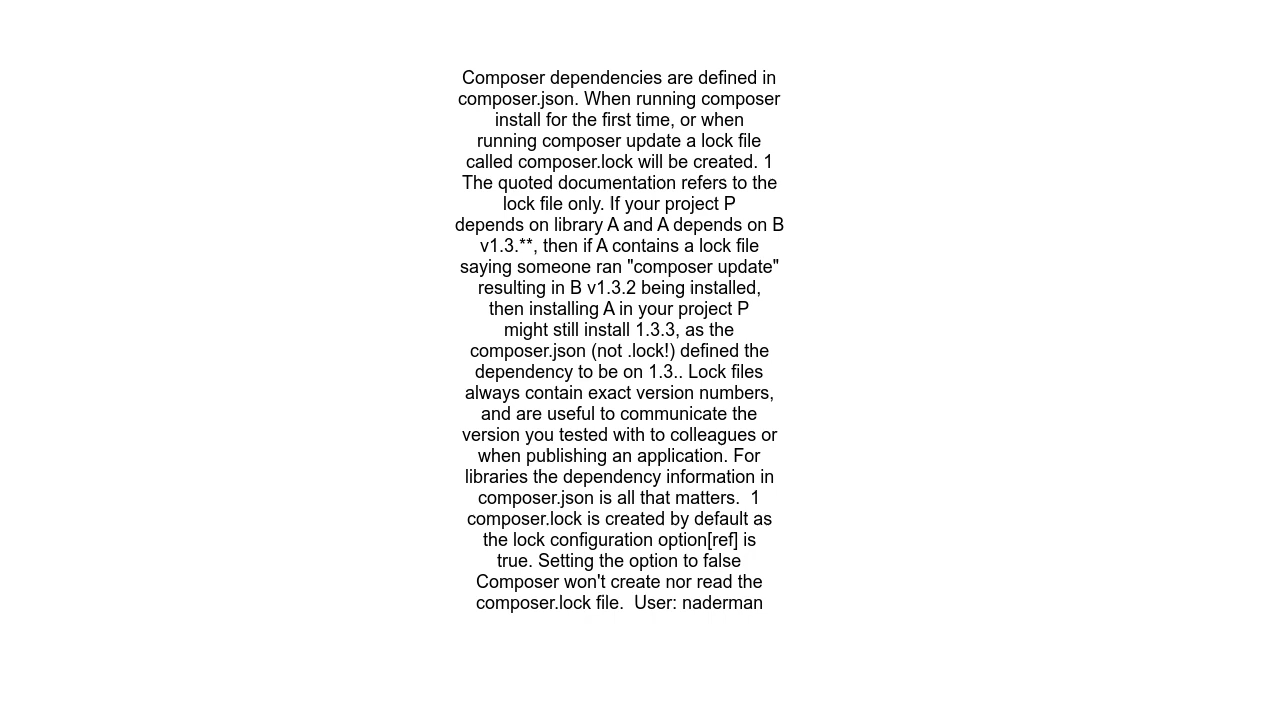 Composer dependencies are defined in
composer.json. When running composer
install for the first time, or when
running composer update a lock file
called composer.lock will be created. 1
The quoted documentation refers to the
lock file only. If your project P
depends on library A and A depends on B
v1.3.**, then if A contains a lock file
saying someone ran "composer update"
resulting in B v1.3.2 being installed,
then installing A in your project P
might still install 1.3.3, as the
composer.json (not .lock!) defined the
dependency to be on 1.3.. Lock files
always contain exact version numbers,
and are useful to communicate the
version you tested with to colleagues or
when publishing an application. For
libraries the dependency information in
composer.json is all that matters.  1
composer.lock is created by default as
the lock configuration option[ref] is
true. Setting the option to false
Composer won't create nor read the
composer.lock file.  User: naderman